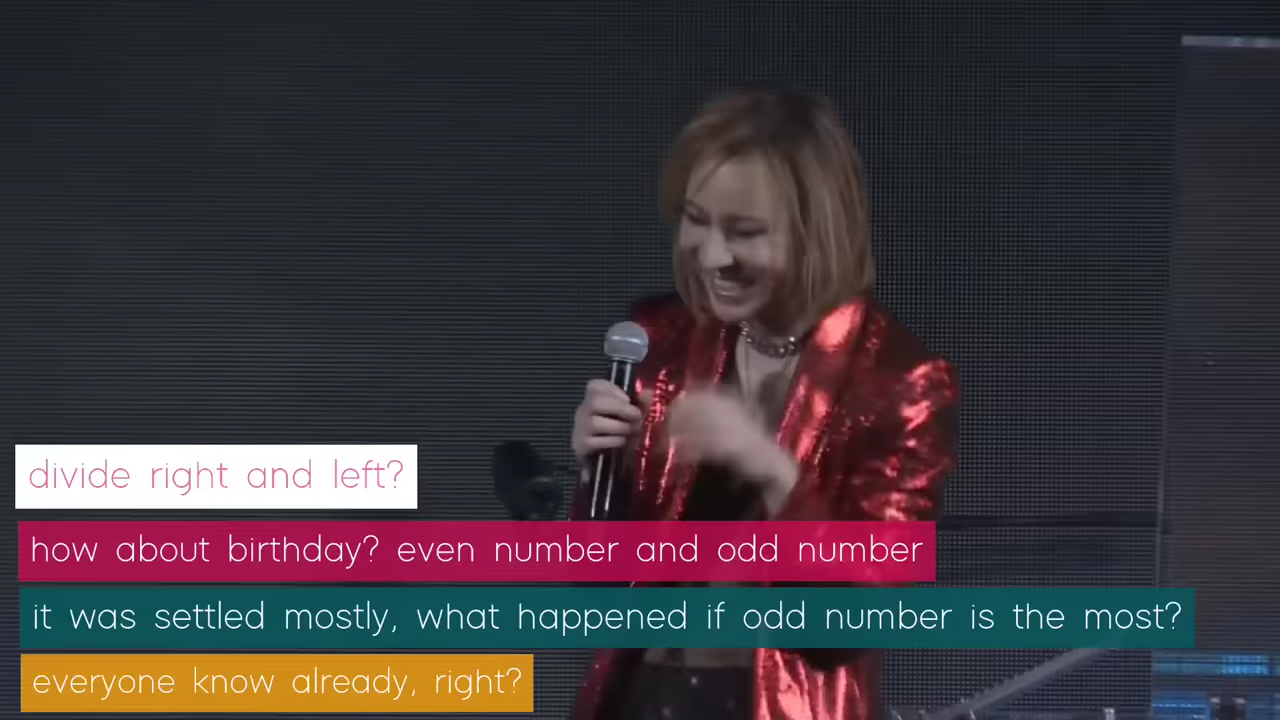 divide right and left?
how about birthday? even number and odd number
it was settled mostly, what happened if odd number is the most?
everyone know already, right?